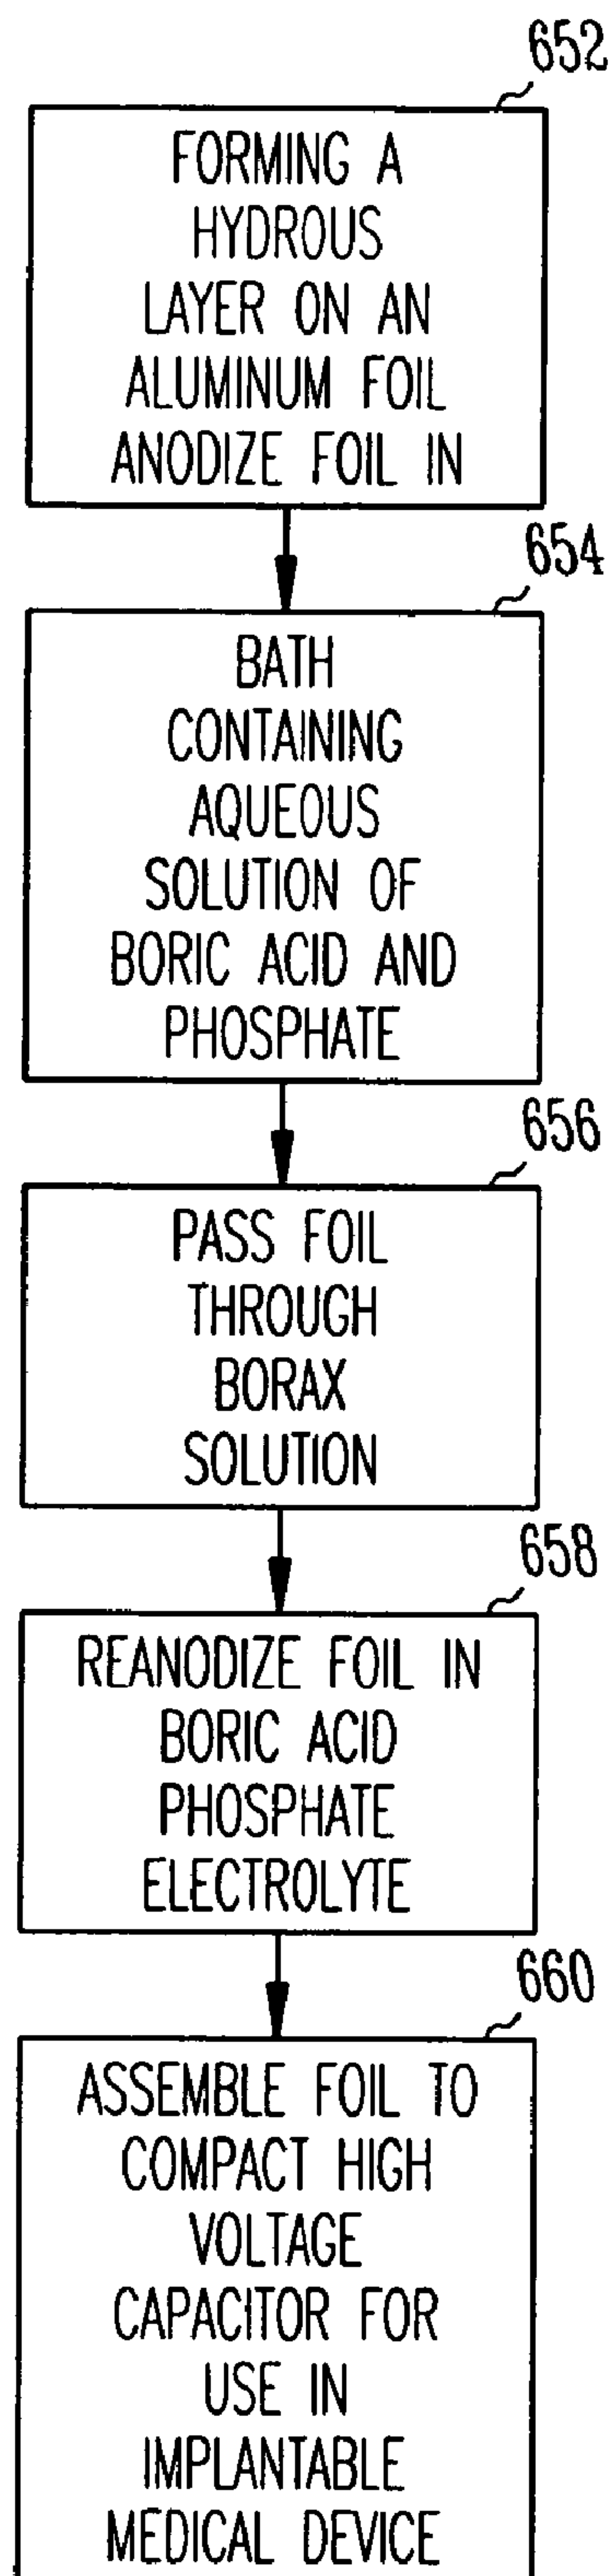 652
FORMING A
HYDROUS
LAYER ON AN
ALUMINUM FOIL
ANODIZE FOIL IN
654
BATH
CONTAINING
AQUEOUS
SOLUTION OF
BORIC ACID AND
PHOSPHATE
656
PASS FOIL
THROUGH
BORAX
SOLUTION
658
REANODIZE FOIL IN
BORIC ACID
PHOSPHATE
ELECTROLYTE
660
ASSEMBLE FOIL TO
COMPACT HIGH
VOLTAGE
CAPACITOR FOR
USE IN
IMPLANTABLE
MEDICAL DEVICE